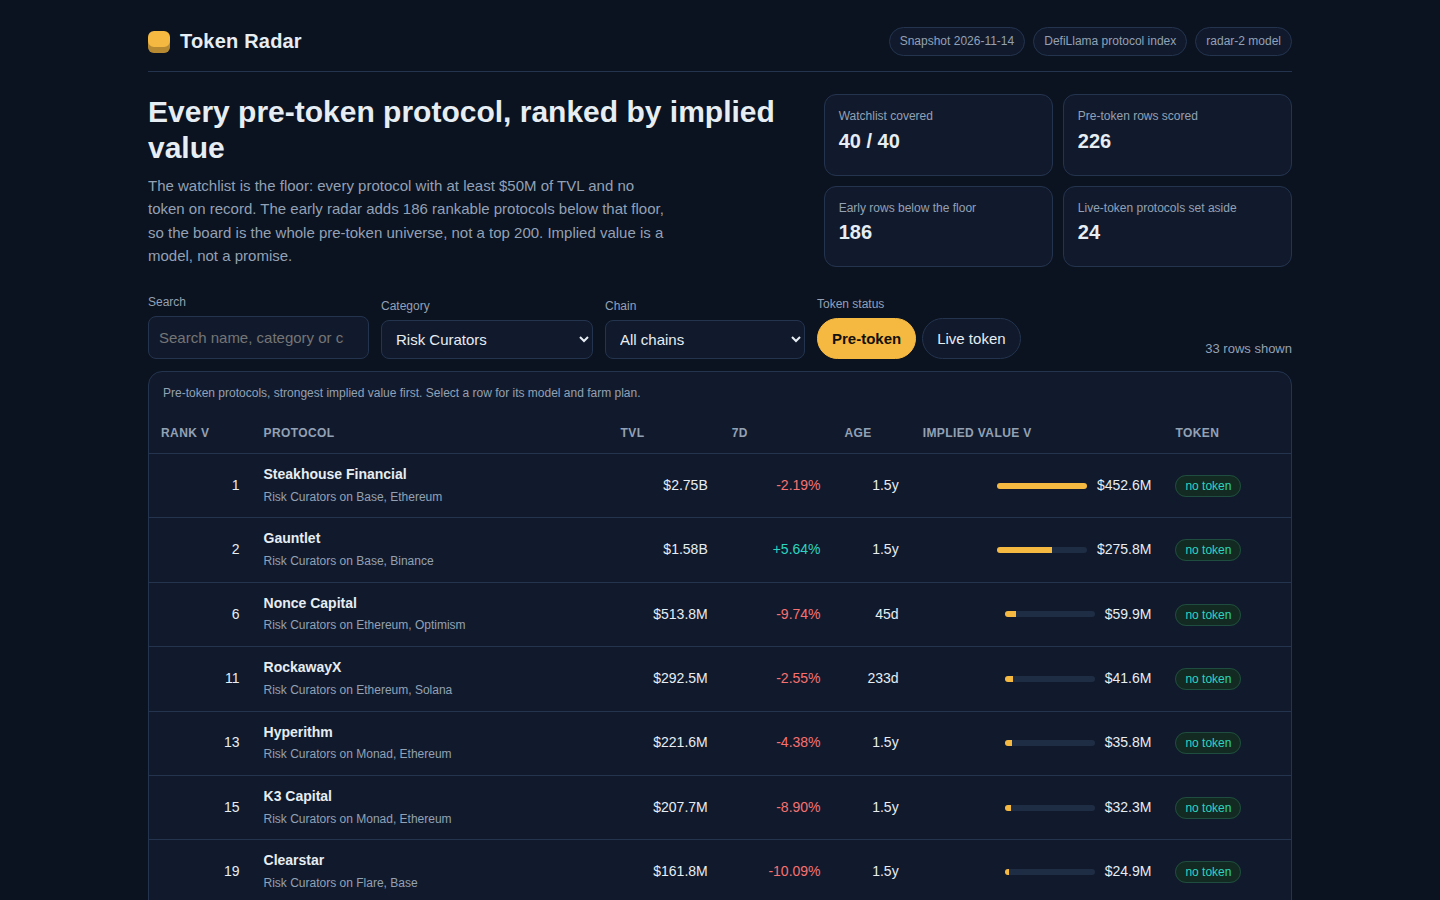 Token Radar
Snapshot 2026-11-14
DefiLlama protocol index
radar-2 model
Every pre-token protocol, ranked by implied
value
The watchlist is the floor: every protocol with at least $50M of TVL and no
token on record. The early radar adds 186 rankable protocols below that floor,
so the board is the whole pre-token universe, not a top 200. Implied value is a
model, not a promise.
Watchlist covered
40 / 40
Pre-token rows scored
226
Early rows below the floor
186
Live-token protocols set aside
24
Search
Search name, category or c
Category
Risk Curators
Chain
All chains
Token status
Pre-token
Live token
33 rows shown
Pre-token protocols, strongest implied value first. Select a row for its model and farm plan.
RANK V PROTOCOL TVL 7D AGE IMPLIED VALUE V TOKEN
1 Steakhouse Financial $2.75B -2.19% 1.5y $452.6M no token
Risk Curators on Base, Ethereum
2 Gauntlet $1.58B +5.64% 1.5y $275.8M no token
Risk Curators on Base, Binance
6 Nonce Capital $513.8M -9.74% 45d $59.9M no token
Risk Curators on Ethereum, Optimism
11 RockawayX $292.5M -2.55% 233d $41.6M no token
Risk Curators on Ethereum, Solana
13 Hyperithm $221.6M -4.38% 1.5y $35.8M no token
Risk Curators on Monad, Ethereum
15 K3 Capital $207.7M -8.90% 1.5y $32.3M no token
Risk Curators on Monad, Ethereum
19 Clearstar $161.8M -10.09% 1.5y $24.9M no token
Risk Curators on Flare, Base